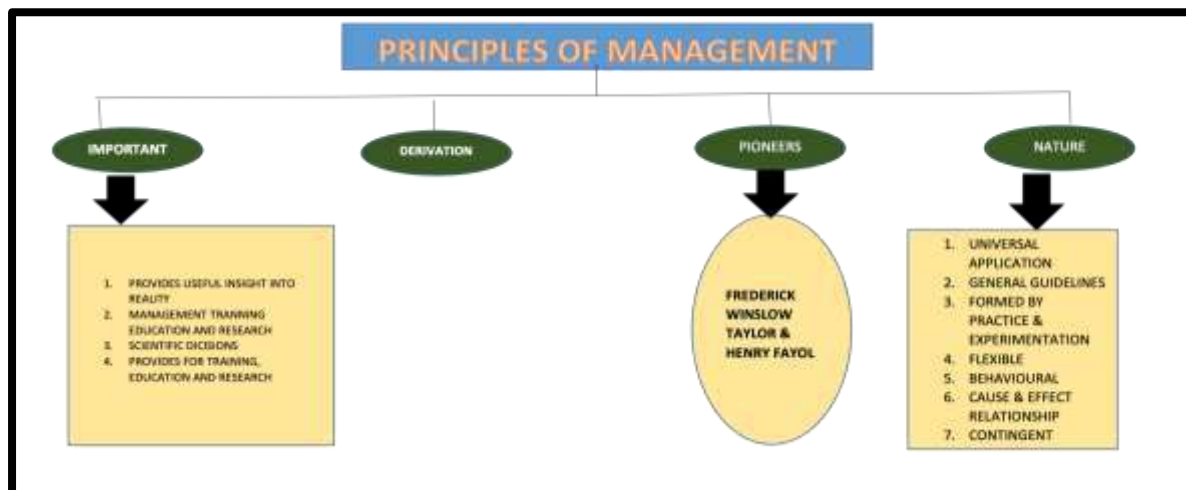 PRINCIPLES OF MANAGEMENT
IMPORTANT
DERIVATION
PIONEERS
NATURE
1. PROVIDES USEFUL INSIGHT INTO
REALITY
2. MANAGEMENT TRANNING
EDUCATION AND RESEARCH
3. SCIENTIFIC DICISIONS
4. PROVIDES FOR TRAINING,
EDUCATION AND RESEARCH
FREDERICK
WINSLOW
TAYLOR &
HENRY FAYOL
1. UNIVERSAL
APPLICATION
2. GENERAL GUIDELINES
3. FORMED BY
PRACTICE &
EXPERIMENTATION
4. FLEXIBLE
5. BEHAVIOURAL
6. CAUSE & EFFECT
RELATIONSHIP
7. CONTINGENT